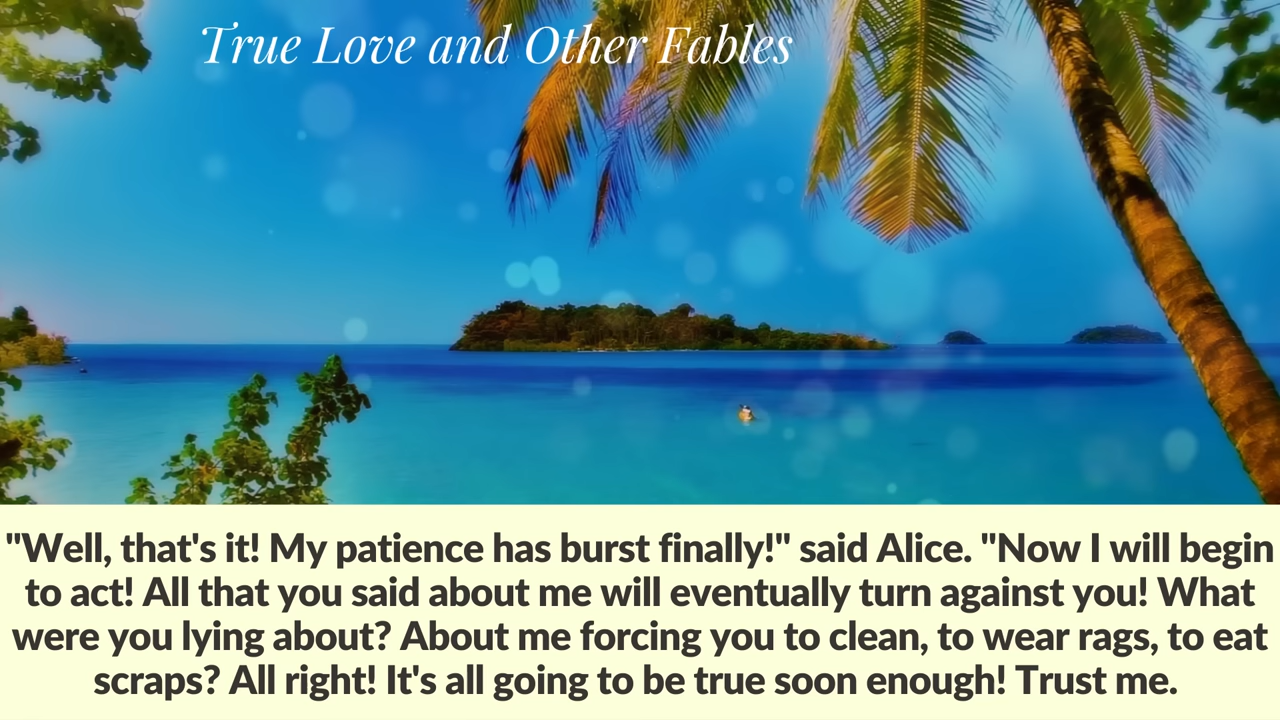 True Love and Other Fables
"Well, that's it! My patience has burst finally!" said Alice. "Now I will begin
to act! All that you said about me will eventually turn against you! What
were you lying about? About me forcing you to clean, to wear rags, to eat
scraps? All right! It's all going to be true soon enough! Trust me.